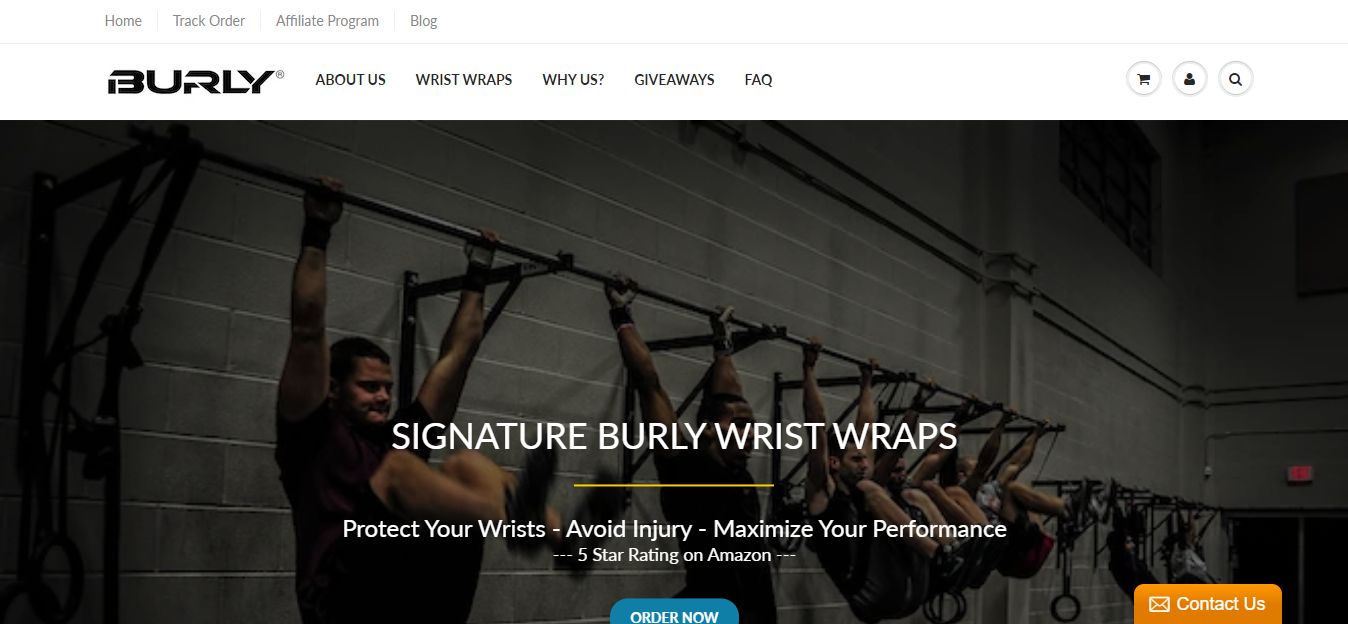 Home Track Order Affiliate Program Blog
BURLY® ABOUT US WRIST WRAPS WHY US? GIVEAWAYS FAQ
SIGNATURE BURLY WRIST WRAPS
Protect Your Wrists - Avoid Injury - Maximize Your Performance
--- 5 Star Rating on Amazon ---
ORDER NOW
Contact Us